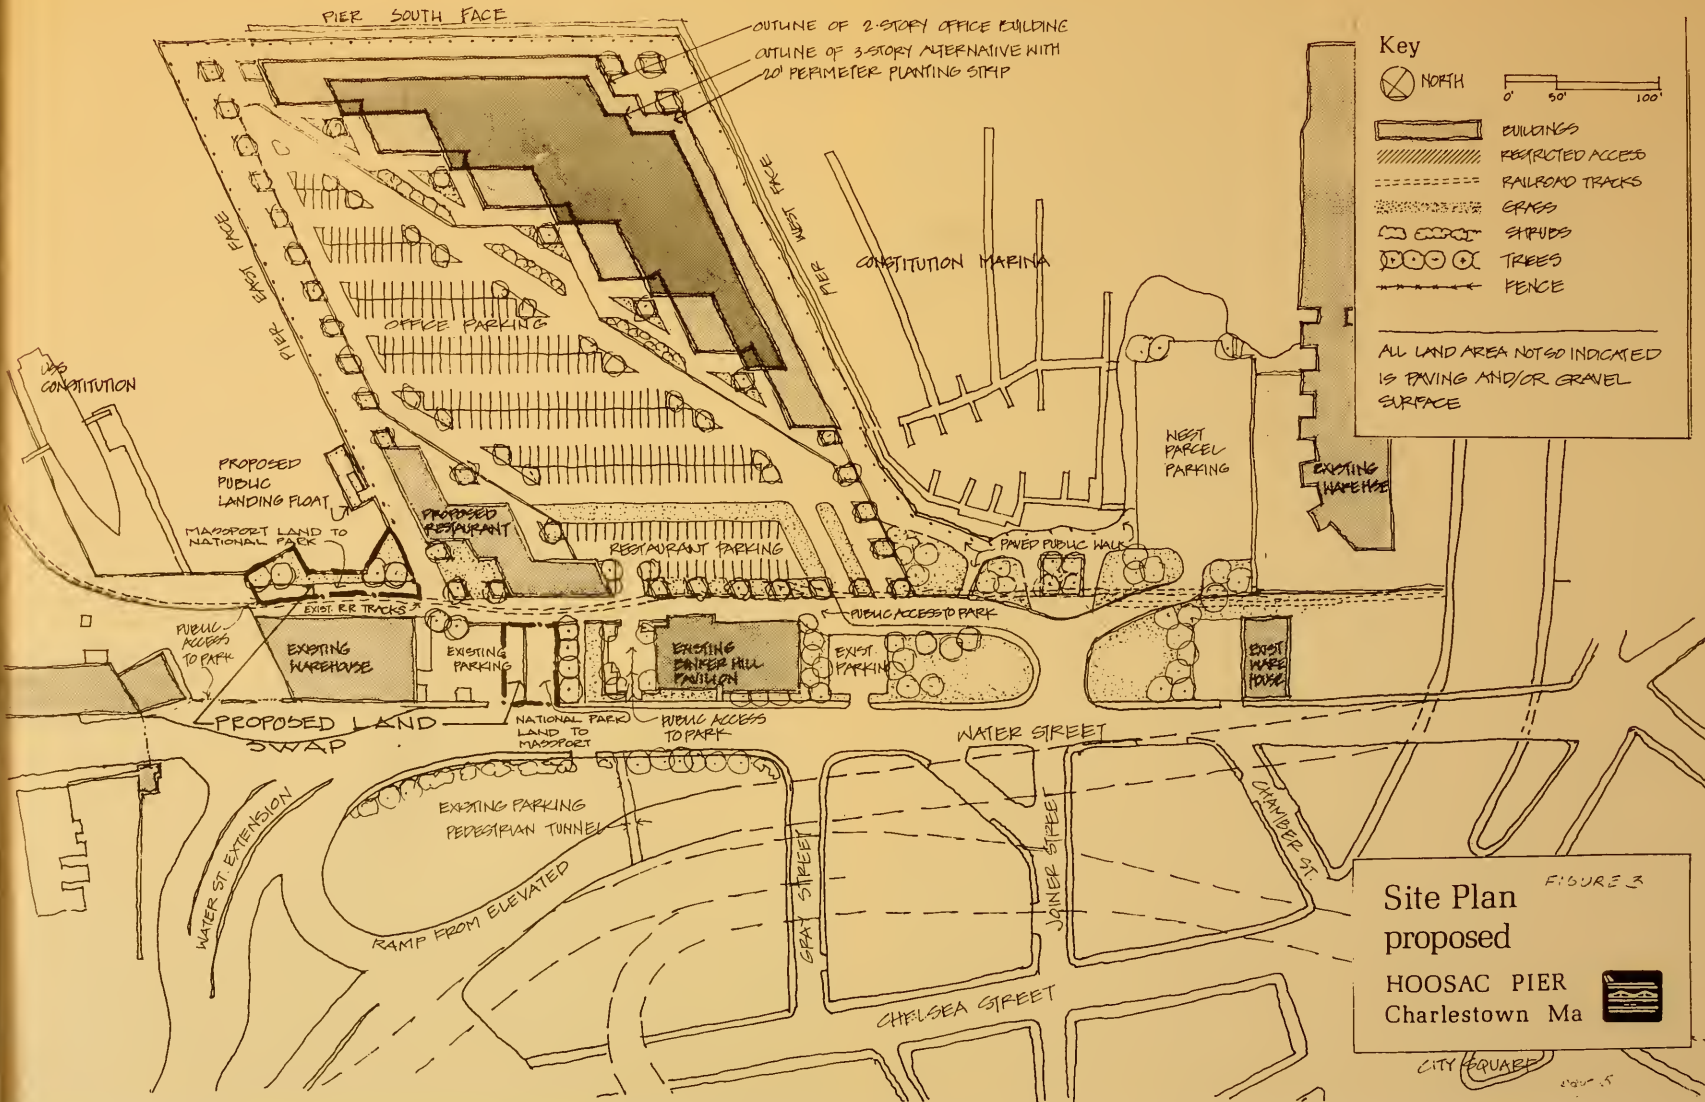 PIER SOUTH FACE
OUTLINE OF 2-STORY OFFICE BUILDING
OUTLINE OF 3-STORY ALTERNATIVE WITH
20' PERIMETER PLANTING STRIP
Key
NORTH
0' 50' 100'
BUILDINGS
RESTRICTED ACCESS
RAILROAD TRACKS
GRASS
SHRUBS
TREES
FENCE
ALL LAND AREA NOT SO INDICATED
IS PAVING AND/OR GRAVEL
SURFACE
PIER EAST FACE
PIER WEST FACE
CONSTITUTION MARINA
OFFICE PARKING
USS
CONSTITUTION
PROPOSED
PUBLIC
LANDING FLOAT
MASSPORT LAND TO
NATIONAL PARK
PROPOSED
RESTAURANT
RESTAURANT PARKING
PAVED PUBLIC WALK
WEST
PARCEL
PARKING
EXISTING
WAREHSE
EXIST. RR TRACKS
PUBLIC ACCESS TO PARK
PUBLIC
ACCESS
TO PARK
EXISTING
WAREHOUSE
EXISTING
PARKING
EXISTING
BUNKER HILL
PAVILION
EXIST.
PARKING
EXIST
WARE
HOUSE
PROPOSED LAND
SWAP
NATIONAL PARK
LAND TO
MASSPORT
PUBLIC ACCESS
TO PARK
WATER STREET
EXISTING PARKING
PEDESTRIAN TUNNEL
WATER ST. EXTENSION
RAMP FROM ELEVATED
GRAY STREET
JOINER STREET
CHAMBER ST.
CHELSEA STREET
FIGURE 3
Site Plan
proposed
HOOSAC PIER
Charlestown Ma
CITY SQUARE